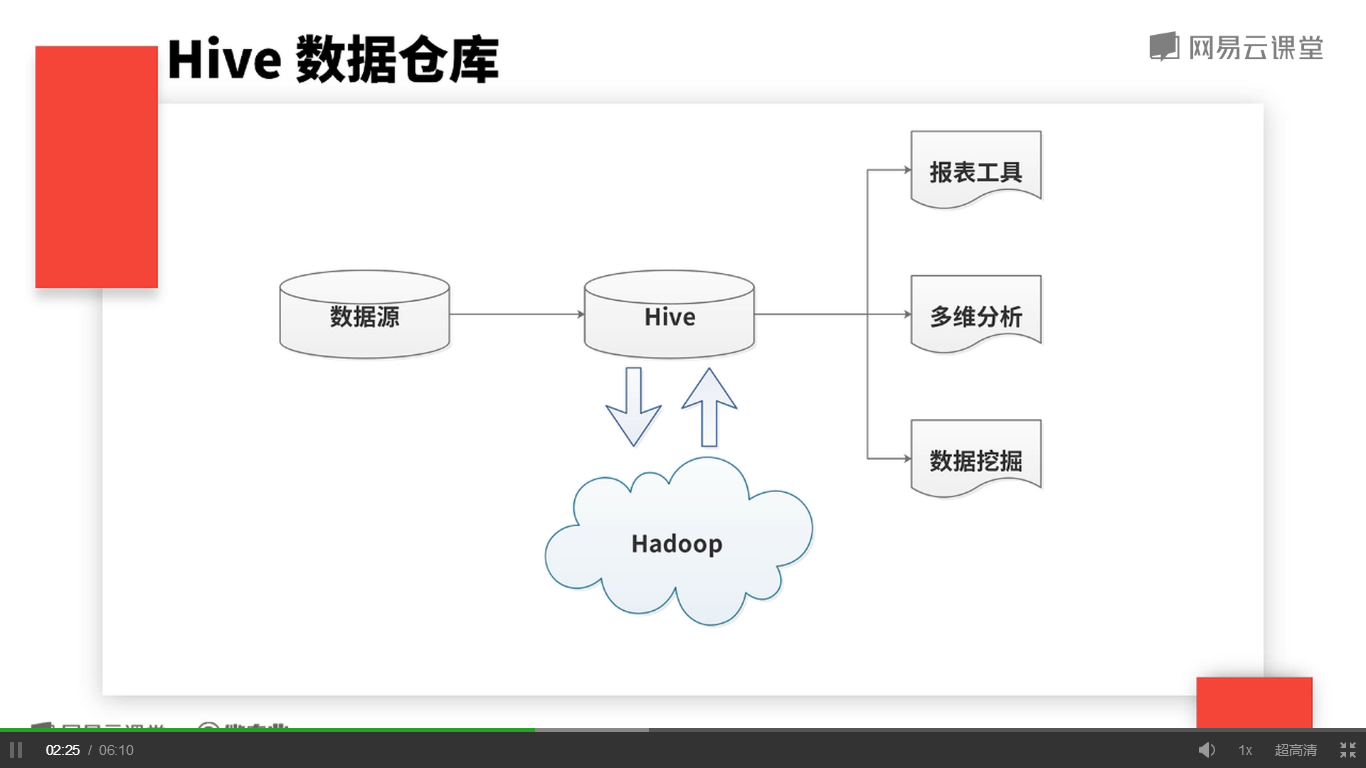 Hive 数据仓库
网易云课堂
报表工具
数据源
Hive
多维分析
数据挖掘
Hadoop
02:25 / 06:10
1x
超高清